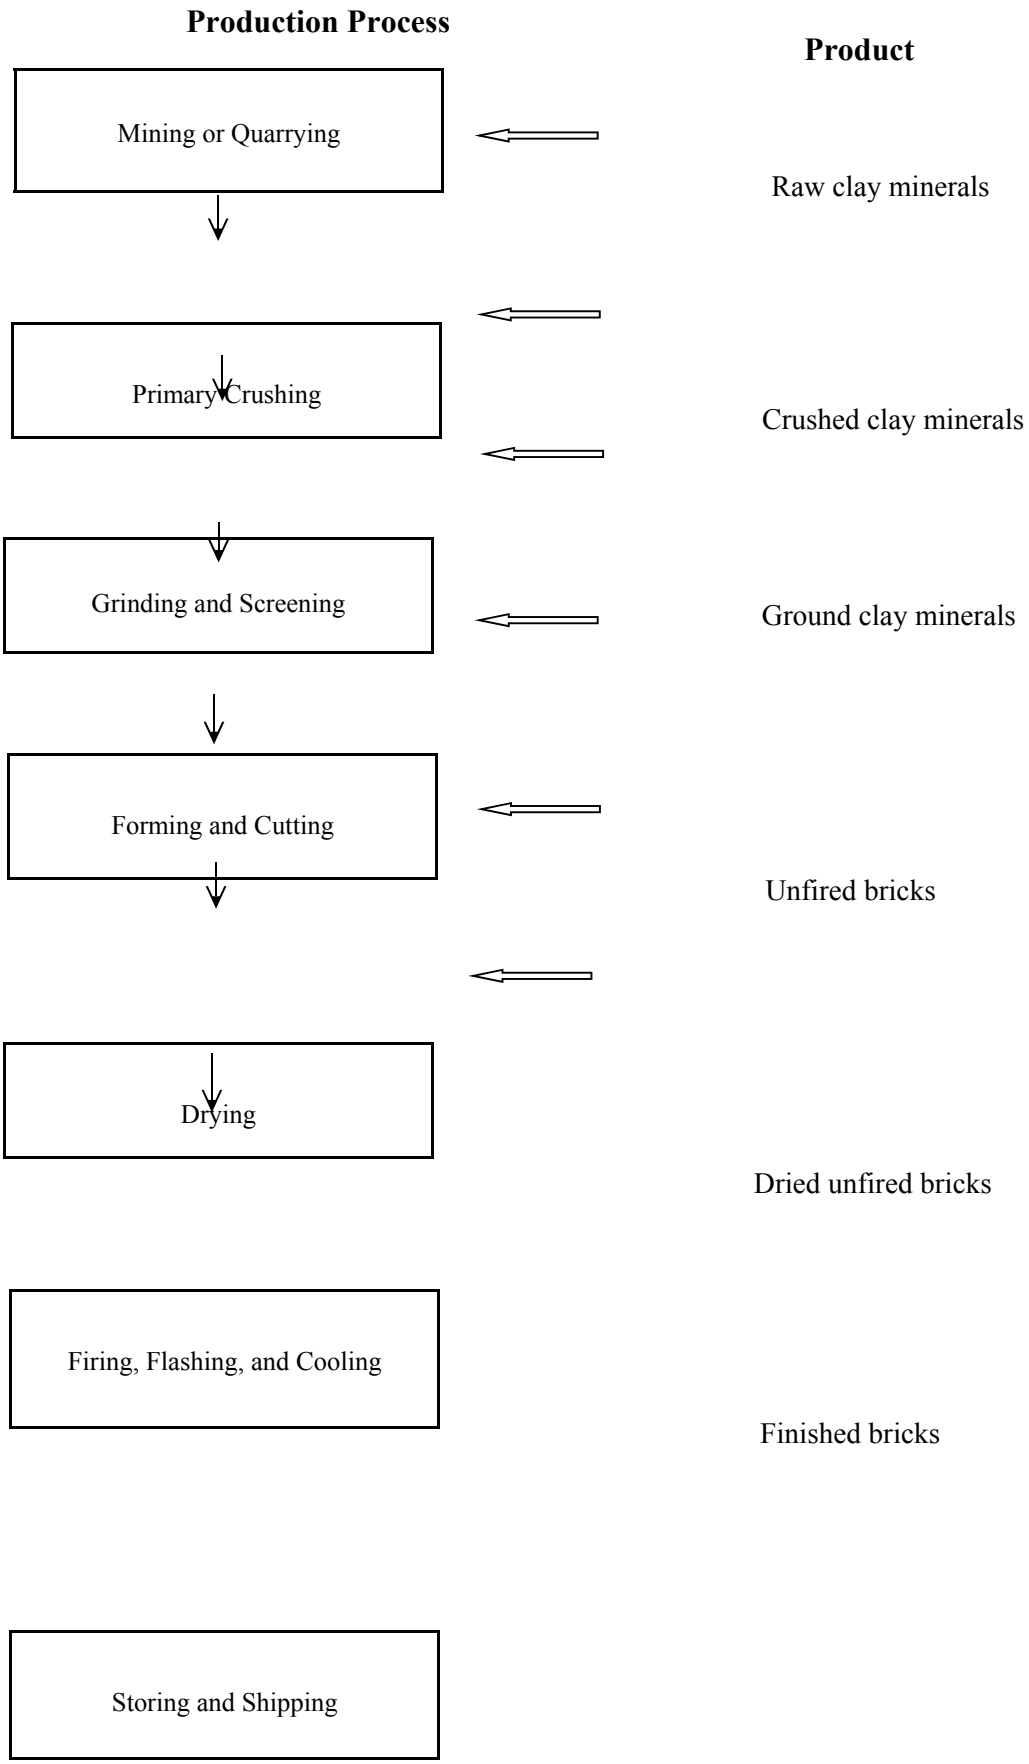 Production Process
Product
Mining or Quarrying
Raw clay minerals
Primary Crushing
Crushed clay minerals
Grinding and Screening
Ground clay minerals
Forming and Cutting
Unfired bricks
Drying
Dried unfired bricks
Firing, Flashing, and Cooling
Finished bricks
Storing and Shipping